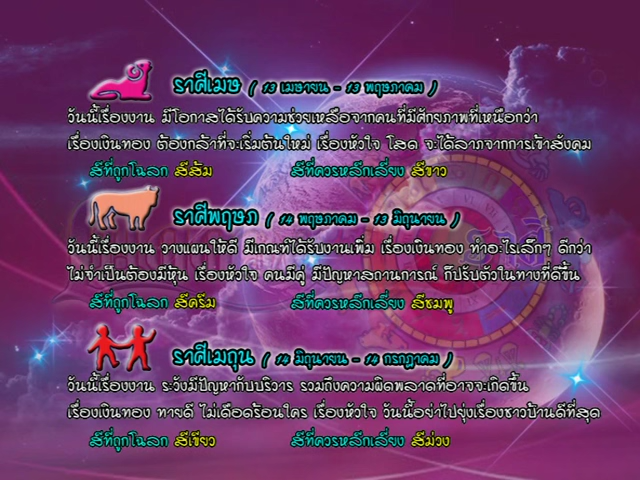 ราศีเมษ ( 13 เมษายน - 13 พฤษภาคม )
วันนี้เรื่องงาน มีโอกาสได้รับความช่วยเหลือจากคนที่มีศักยภาพที่เหนือกว่า
เรื่องเงินทอง ต้องกล้าที่จะเริ่มต้นใหม่ เรื่องหัวใจ โสด จะได้ลาภจากการเข้าสังคม
สีที่ถูกโฉลก สีส้ม สีที่ควรหลีกเลี่ยง สีขาว
ราศีพฤษภ ( 14 พฤษภาคม - 13 มิถุนายน )
วันนี้เรื่องงาน วางแผนให้ดี มีเกณฑ์ได้รับงานเพิ่ม เรื่องเงินทอง ทำอะไรเล็กๆ ดีกว่า
ไม่จำเป็นต้องมีหุ้น เรื่องหัวใจ คนมีคู่ มีปัญหาสถานการณ์ ก็ปรับตัวในทางที่ดีขึ้น
สีที่ถูกโฉลก สีครีม สีที่ควรหลีกเลี่ยง สีชมพู
ราศีเมถุน ( 14 มิถุนายน - 14 กรกฎาคม )
วันนี้เรื่องงาน ระวังมีปัญหากับบริวาร รวมถึงความผิดพลาดที่อาจจะเกิดขึ้น
เรื่องเงินทอง ทายดี ไม่เดือดร้อนใคร เรื่องหัวใจ วันนี้อย่าไปยุ่งเรื่องชาวบ้านดีที่สุด
สีที่ถูกโฉลก สีเขียว สีที่ควรหลีกเลี่ยง สีม่วง